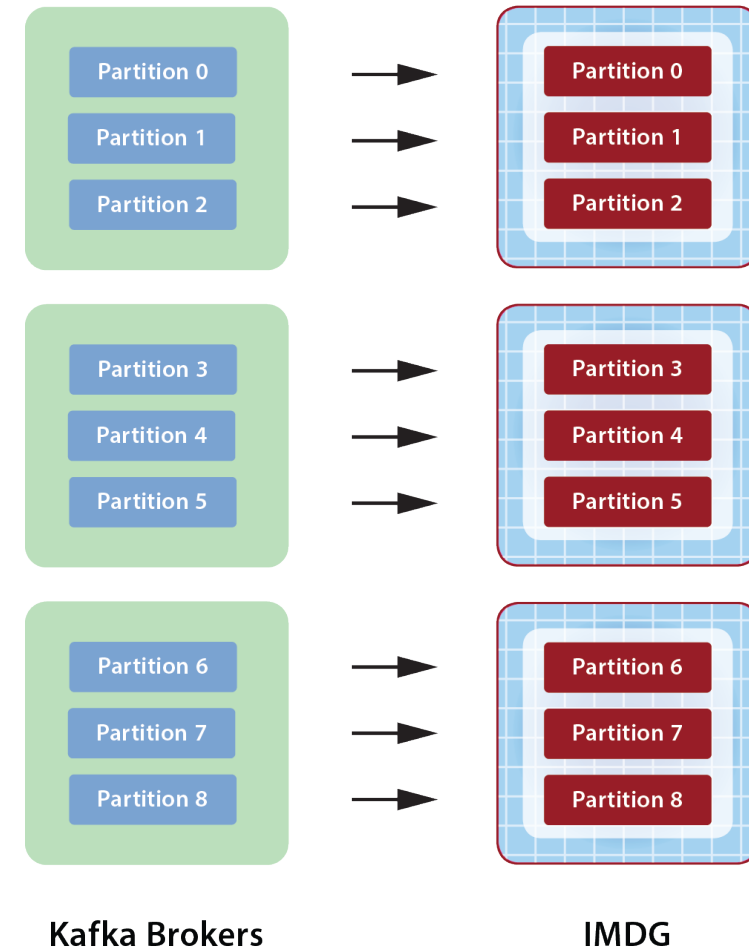 Partition 0
Partition 0
Partition 1
Partition 1
Partition 2
Partition 2
Partition 3
Partition 3
Partition 4
Partition 4
Partition 5
Partition 5
Partition 6
Partition 6
Partition 7
Partition 7
Partition 8
Partition 8
Kafka Brokers
IMDG